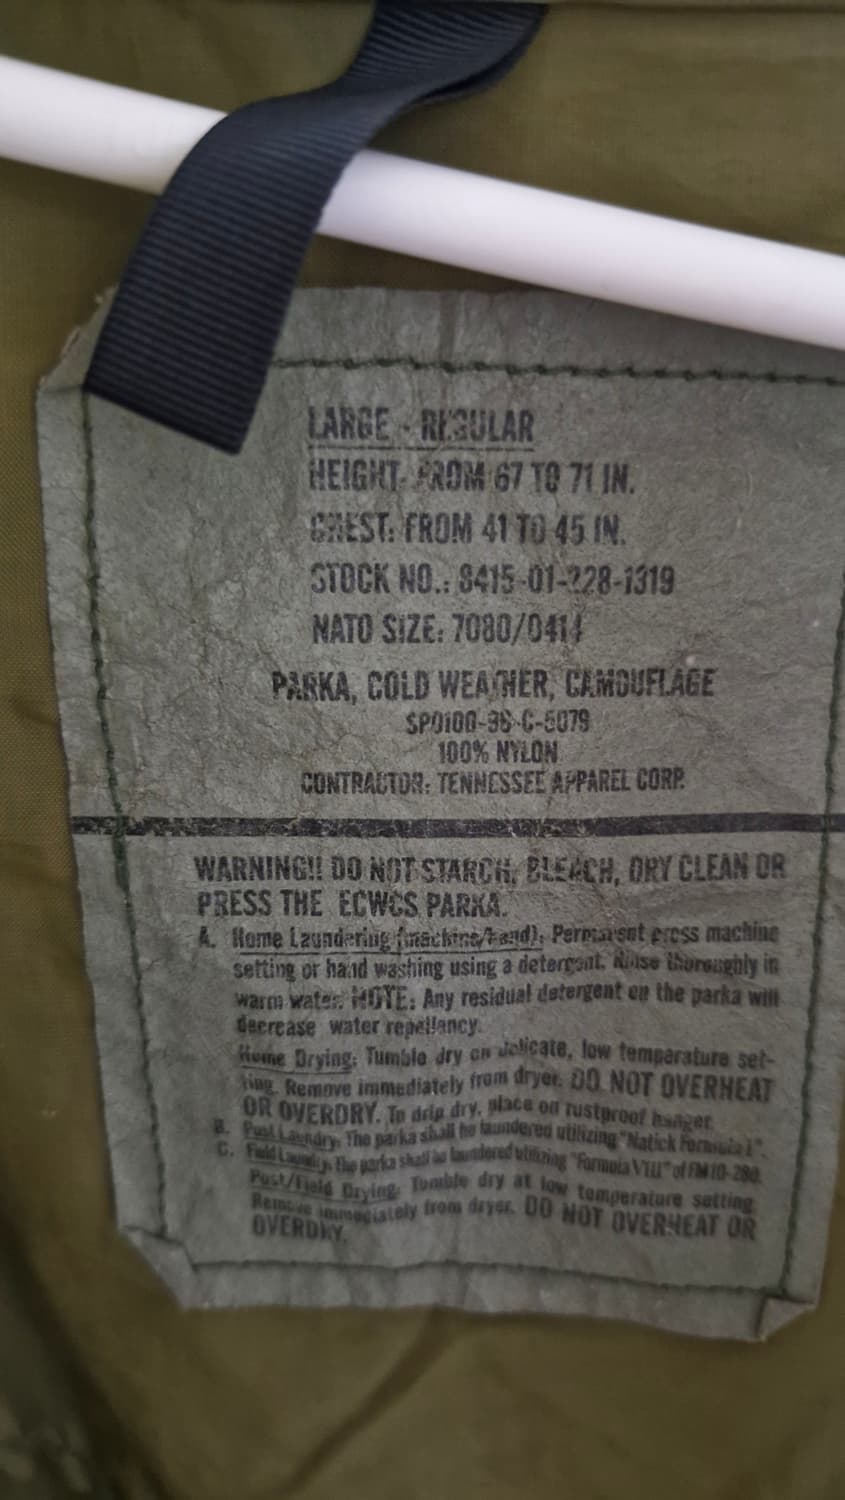 LARGE - REGULAR
HEIGHT: FROM 67 TO 71 IN.
CHEST: FROM 41 TO 45 IN.
STOCK NO.: 8415-01-228-1319
NATO SIZE: 7080/0414
PARKA, COLD WEATHER, CAMOUFLAGE
100% NYLON
CONTRACTOR: TENNESSEE APPAREL CORP.
WARNING!! DO NOT STARCH, BLEACH, DRY CLEAN OR
PRESS THE ECWCS PARKA.
A. Home Laundering (machine/hand): Permanent press machine
setting or hand washing using a detergent. Rinse thoroughly in
warm water. NOTE: Any residual detergent on the parka will
decrease water repellancy.
Home Drying: Tumble dry on delicate, low temperature set-
ting. Remove immediately from dryer. DO NOT OVERHEAT
OR OVERDRY. To drip dry, place on rustproof hanger.
B. Post Laundry: The parka shall be laundered utilizing "Natick Formula I".
C. Field Laundry: The parka shall be laundered utilizing "Formula VIII" of FM 10-280.
Post/Field Drying: Tumble dry at low temperature setting.
Remove immediately from dryer. DO NOT OVERHEAT OR
OVERDRY.